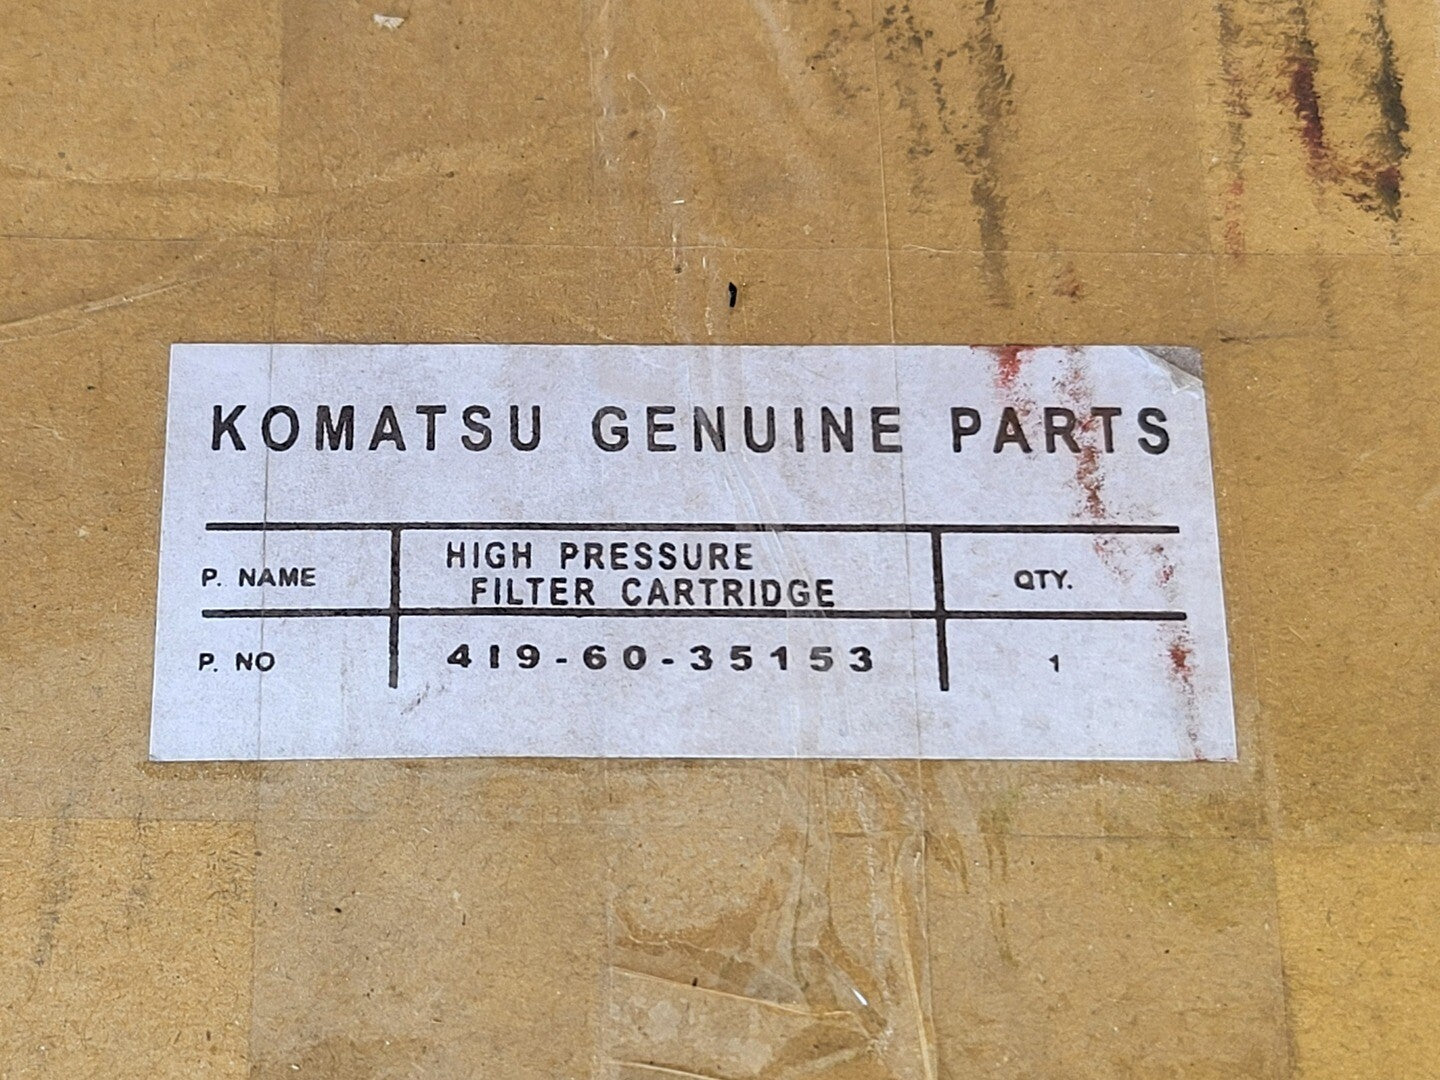 KOMATSU GENUINE PARTS
P. NAME
HIGH PRESSURE
FILTER CARTRIDGE
QTY.
P. NO
419-60-35153
1